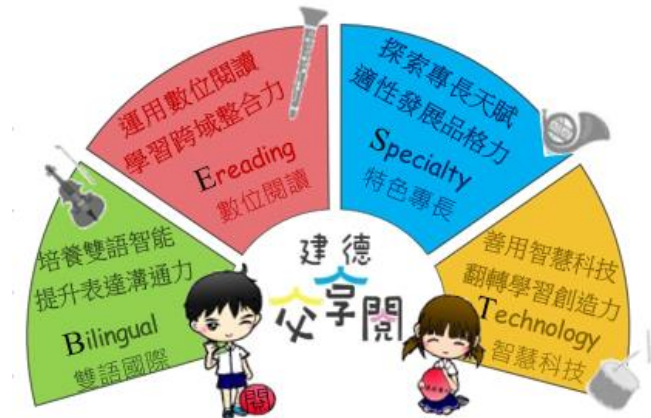 運用數位閱讀
學習跨域整合力
Ereading
數位閱讀
探索專長天賦
適性發展品格力
Specialty
特色專長
培養雙語智能
提升表達溝通力
Bilingual
雙語國際
善用智慧科技
翻轉學習創造力
Technology
智慧科技
建德
閱
閱